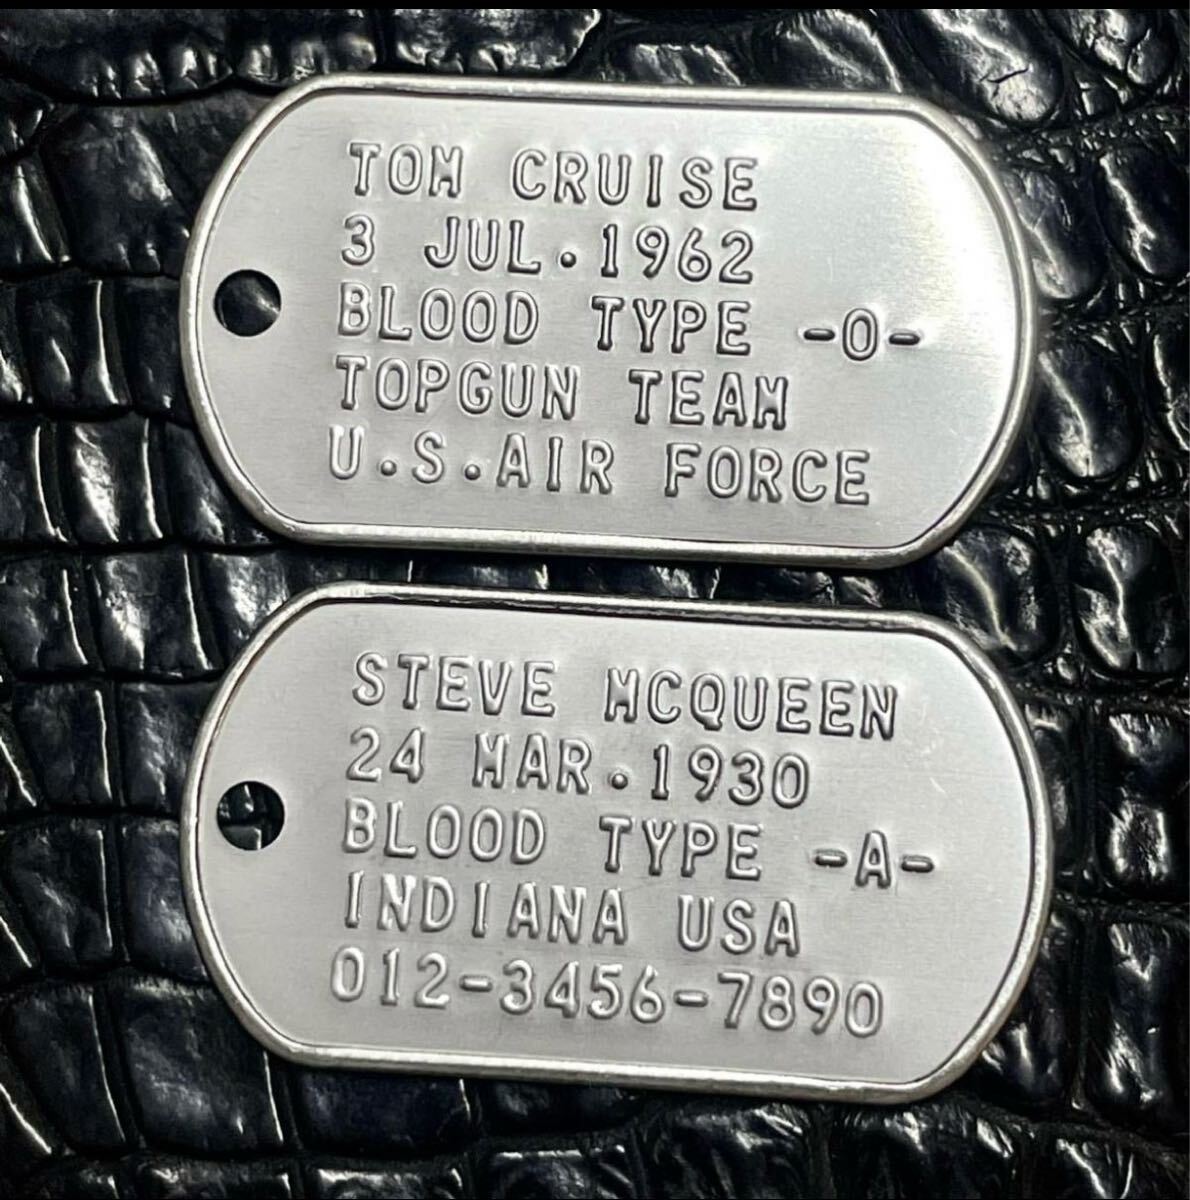 TOM CRUISE
3 JUL.1962
BLOOD TYPE -O-
TOPGUN TEAM
U.S.AIR FORCE
STEVE MCQUEEN
24 MAR.1930
BLOOD TYPE -A-
INDIANA USA
012-3456-7890